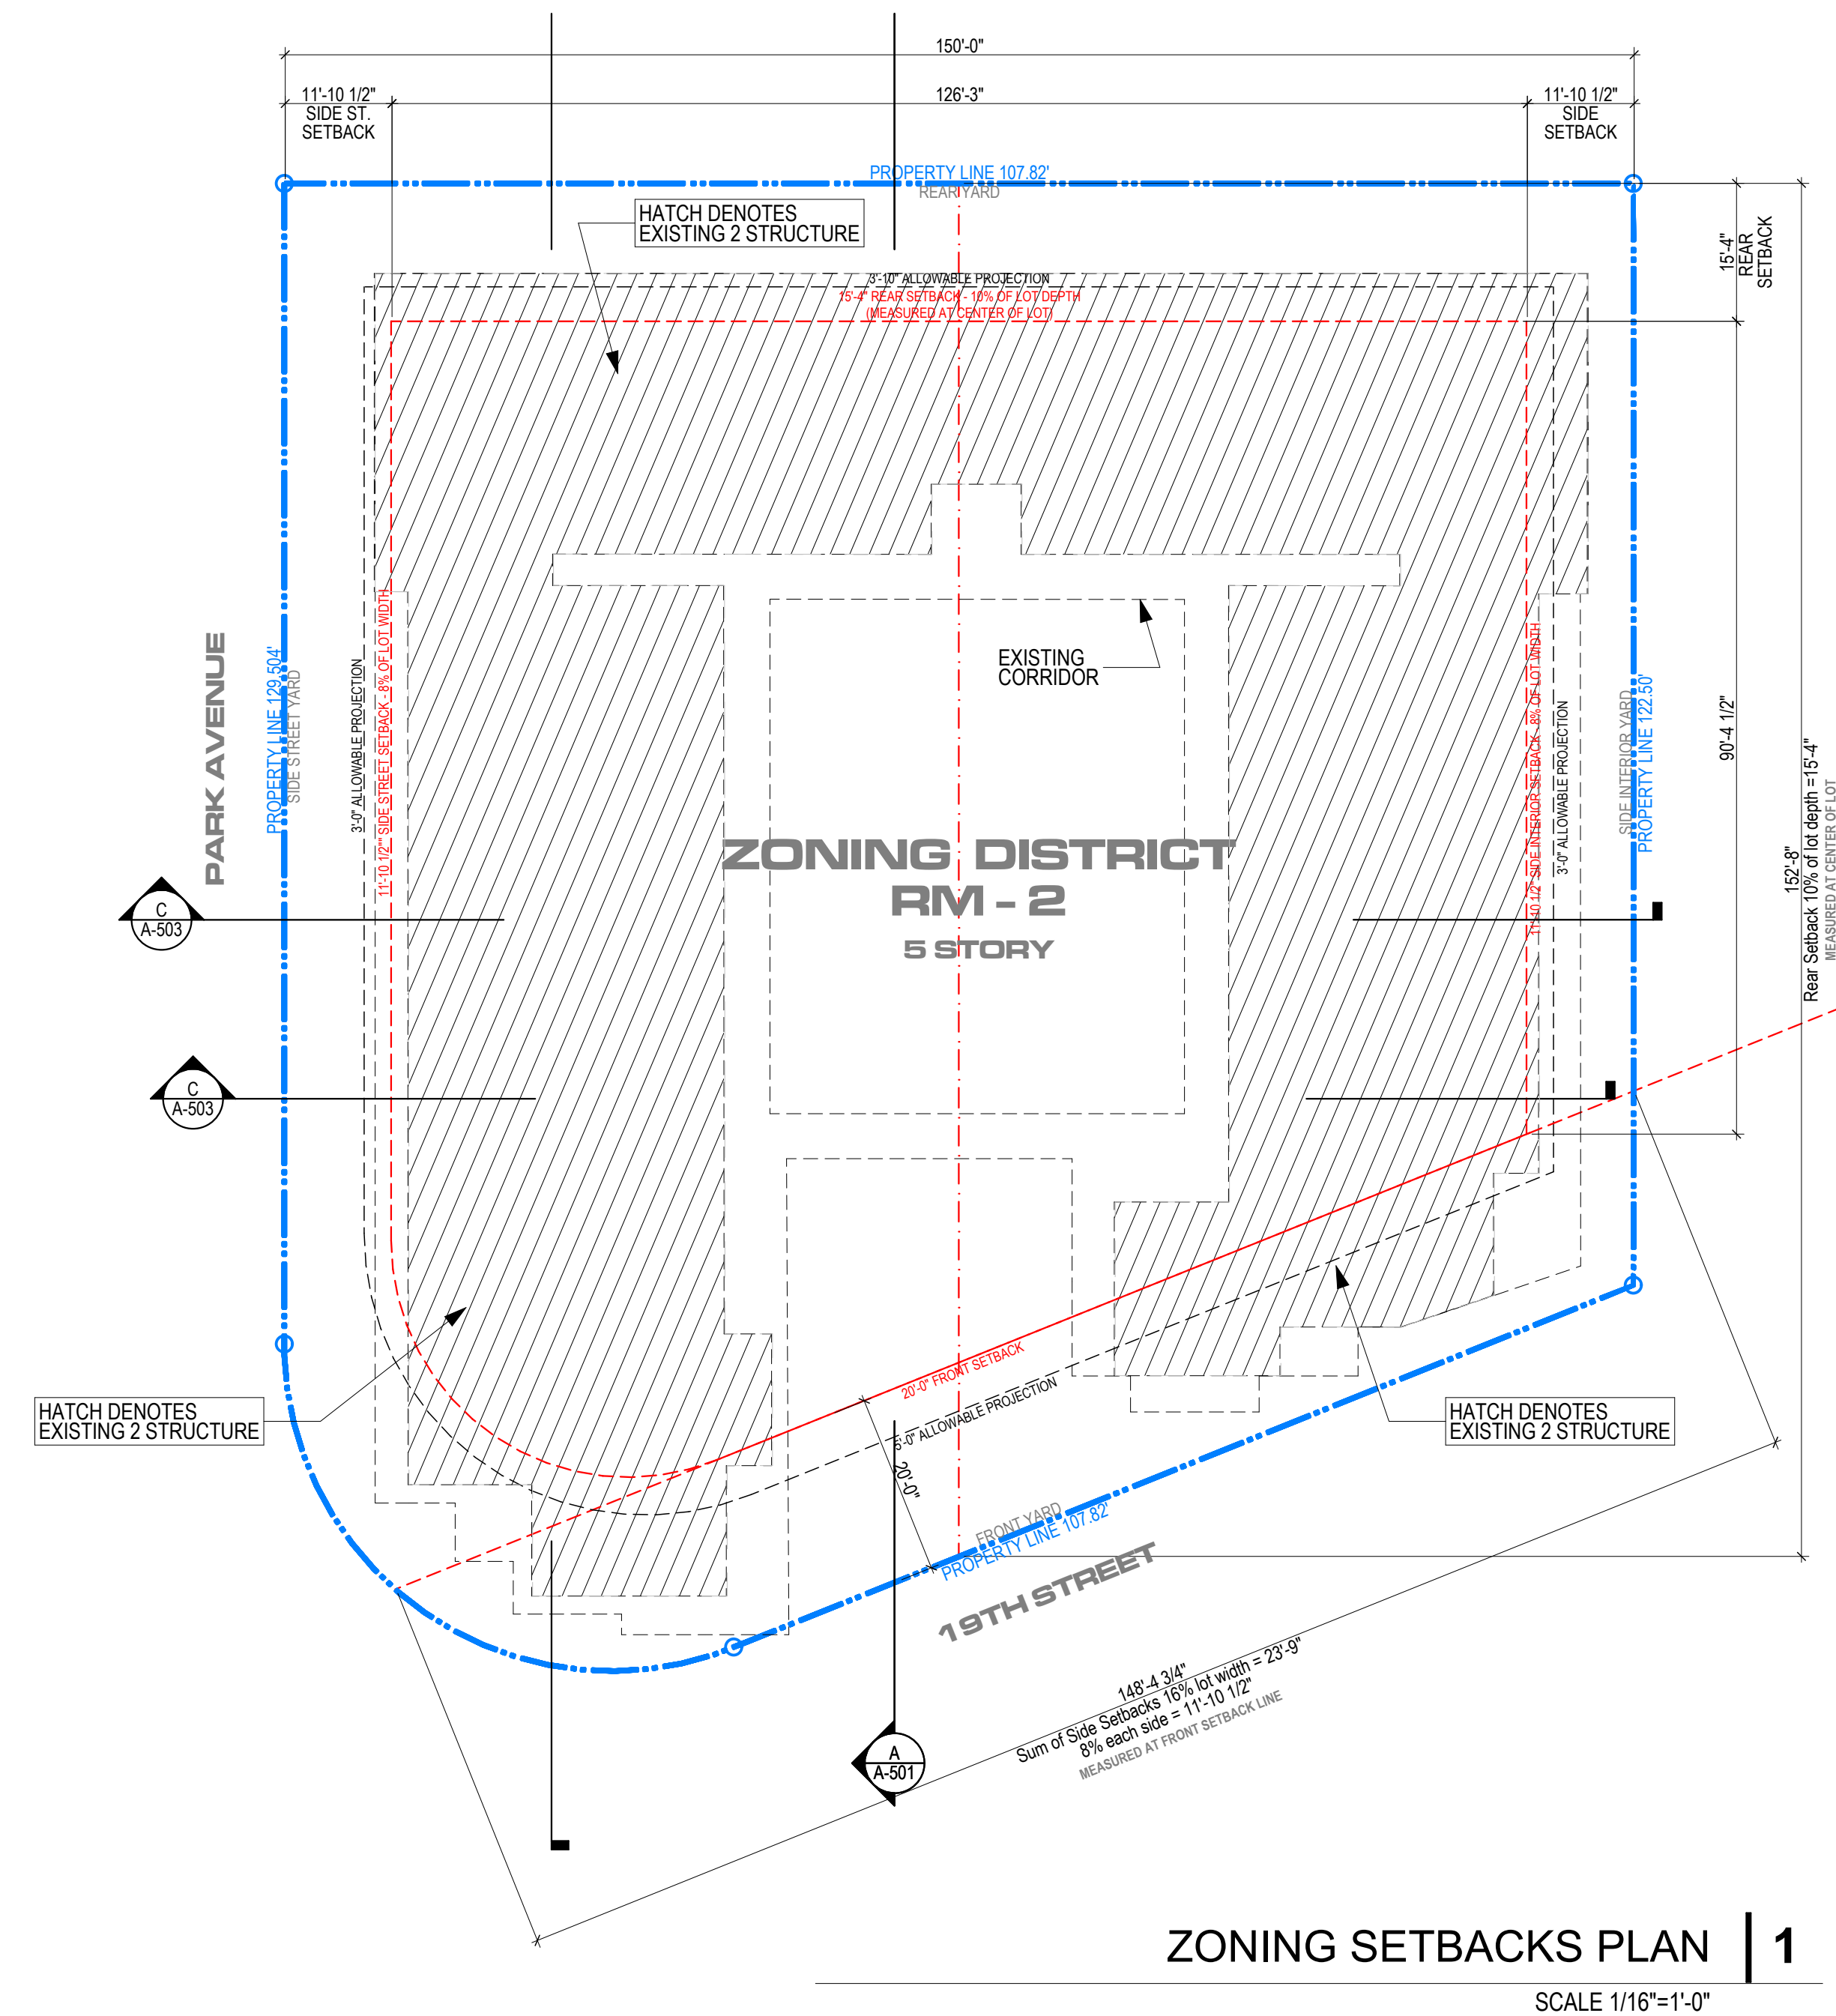 150'-0"
11'-10 1/2"
SIDE ST.
SETBACK
126'-3"
11'-10 1/2"
SIDE
SETBACK
PROPERTY LINE 107.82'
REAR YARD
HATCH DENOTES
EXISTING 2 STRUCTURE
15'-4"
REAR
SETBACK
3'-10" ALLOWABLE PROJECTION
15'-4" REAR SETBACK - 10% OF LOT DEPTH
(MEASURED AT CENTER OF LOT)
EXISTING
CORRIDOR
PARK AVENUE
PROPERTY LINE 129.504'
SIDE STREET YARD
3'-0" ALLOWABLE PROJECTION
11'-10 1/2" SIDE STREET SETBACK - 8% OF LOT WIDTH
ZONING DISTRICT
RM - 2
5 STORY
11'-10 1/2" SIDE INTERIOR SETBACK - 8% OF LOT WIDTH
3'-0" ALLOWABLE PROJECTION
SIDE INTERIOR YARD
PROPERTY LINE 122.50'
90'-4 1/2"
152'-8"
Rear Setback 10% of lot depth =15'-4"
MEASURED AT CENTER OF LOT
C
A-503
C
A-503
20'-0" FRONT SETBACK
5'-0" ALLOWABLE PROJECTION
20'-0"
HATCH DENOTES
EXISTING 2 STRUCTURE
HATCH DENOTES
EXISTING 2 STRUCTURE
FRONT YARD
PROPERTY LINE 107.82'
19TH STREET
148'-4 3/4"
Sum of Side Setbacks 16% lot width = 23'-9"
8% each side = 11'-10 1/2"
MEASURED AT FRONT SETBACK LINE
A
A-501
ZONING SETBACKS PLAN 1
SCALE 1/16"=1'-0"